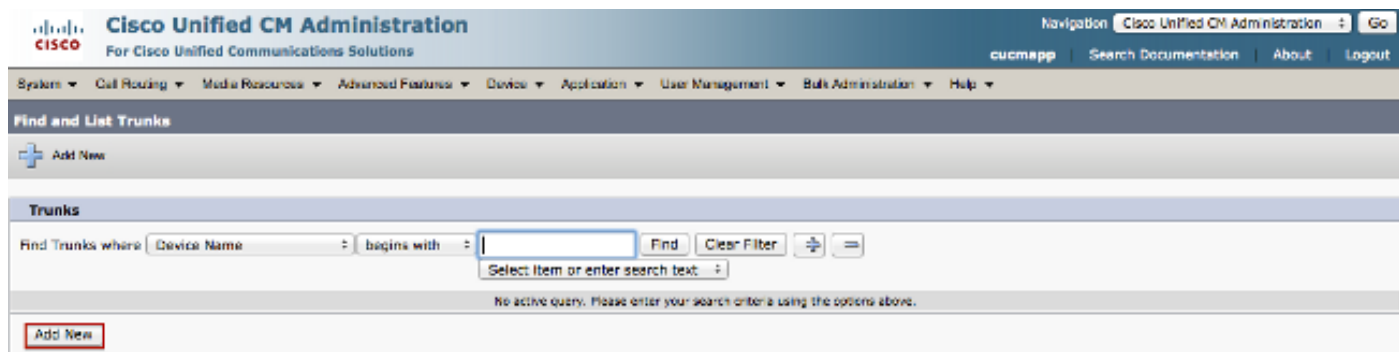 Cisco Unified CM Administration
Navigation Cisco Unified CM Administration Go
CISCO For Cisco Unified Communications Solutions
cucmapp Search Documentation About Logout
System Call Routing Media Resources Advanced Features Device Application User Management Bulk Administration Help
Find and List Trunks
Add New
Trunks
Find Trunks where Device Name begins with Find Clear Filter
Select item or enter search text
No active query. Please enter your search criteria using the options above.
Add New